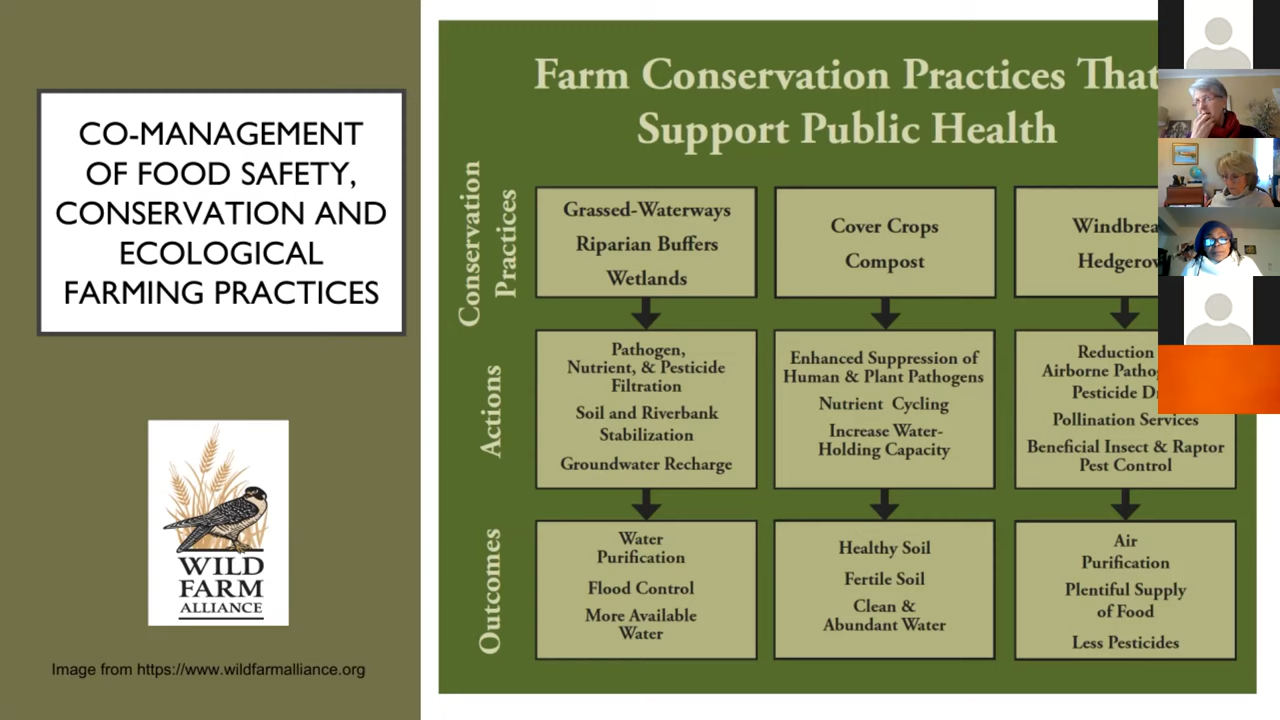 CO-MANAGEMENT
OF FOOD SAFETY,
CONSERVATION AND
ECOLOGICAL
FARMING PRACTICES
WILD
FARM
ALLIANCE
Image from https://www.wildfarmalliance.org
Farm Conservation Practices That
Support Public Health
Conservation
Practices
Grassed-Waterways
Riparian Buffers
Wetlands
Cover Crops
Compost
Actions
Pathogen,
Nutrient, & Pesticide
Filtration
Soil and Riverbank
Stabilization
Groundwater Recharge
Enhanced Suppression of
Human & Plant Pathogens
Nutrient Cycling
Increase Water-
Holding Capacity
Reduction
Airborne
Pesticide
Pollination Services
Beneficial Insect & Raptor
Pest Control
Outcomes
Water
Purification
Flood Control
More Available
Water
Healthy Soil
Fertile Soil
Clean &
Abundant Water
Air
Purification
Plentiful Supply
of Food
Less Pesticides